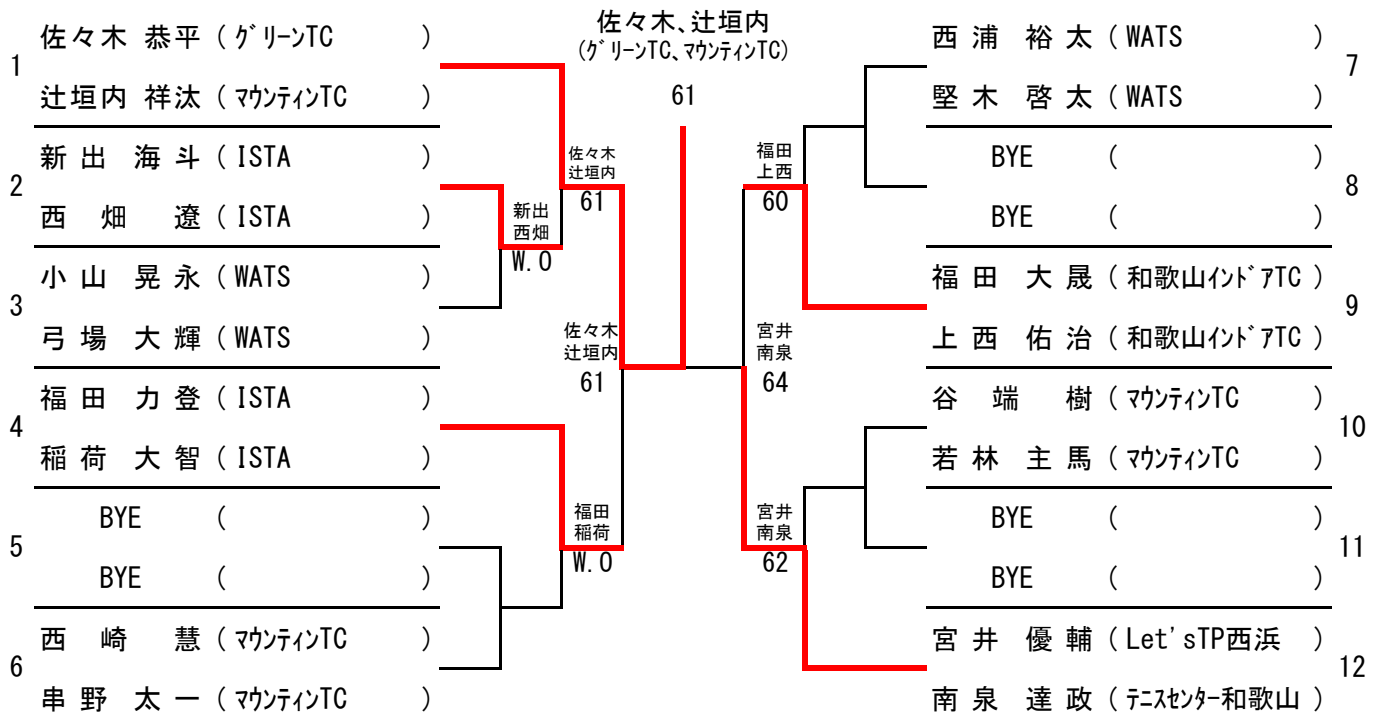 佐々木、辻垣内
(グリーンTC、マウンティンTC)
61
1
佐々木 恭平 ( グリーンTC )
辻垣内 祥汰 ( マウンティンTC )
2
新出 海斗 ( ISTA )
西畑 遼 ( ISTA )
3
小山 晃永 ( WATS )
弓場 大輝 ( WATS )
4
福田 力登 ( ISTA )
稲荷 大智 ( ISTA )
5
BYE ( )
BYE ( )
6
西崎 慧 ( マウンティンTC )
串野 太一 ( マウンティンTC )
新出
西畑
W.O
佐々木
辻垣内
61
福田
稲荷
W.O
佐々木
辻垣内
61
福田
上西
60
宮井
南泉
64
宮井
南泉
62
西浦 裕太 ( WATS )
堅木 啓太 ( WATS )
7
BYE ( )
BYE ( )
8
福田 大晟 ( 和歌山インドアTC )
上西 佑治 ( 和歌山インドアTC )
9
谷端 樹 ( マウンティンTC )
若林 主馬 ( マウンティンTC )
10
BYE ( )
BYE ( )
11
宮井 優輔 ( Let'sTP西浜 )
南泉 達政 ( テニスセンター和歌山 )
12